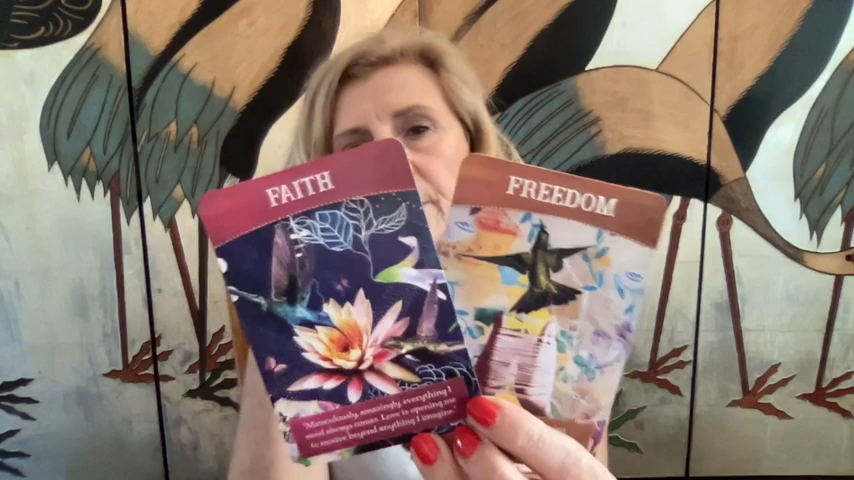 FAITH
FREEDOM
"Miraculously, amazingly everything I
need always comes. Love is opening me
to receive beyond anything I imagine."